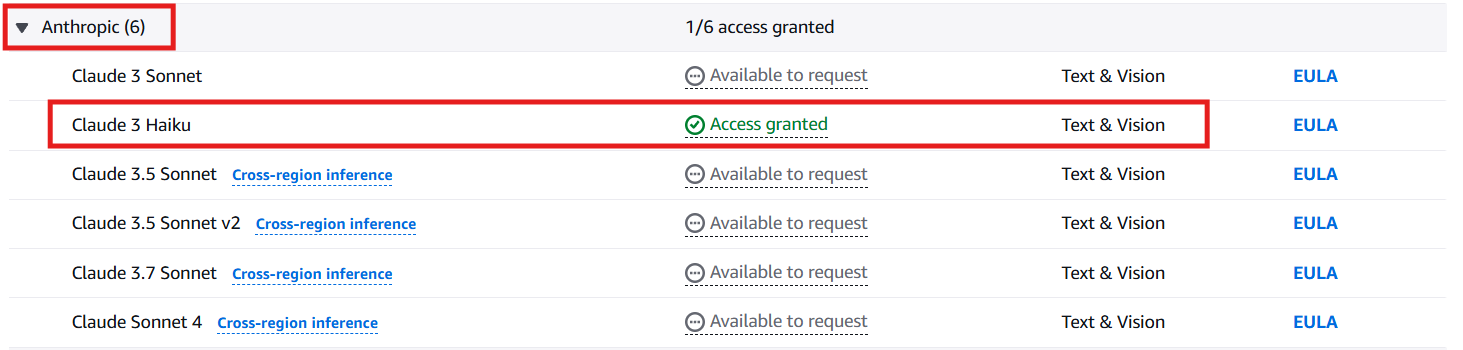 Anthropic (6) 1/6 access granted
Claude 3 Sonnet Available to request Text & Vision EULA
Claude 3 Haiku Access granted Text & Vision EULA
Claude 3.5 Sonnet Cross-region inference Available to request Text & Vision EULA
Claude 3.5 Sonnet v2 Cross-region inference Available to request Text & Vision EULA
Claude 3.7 Sonnet Cross-region inference Available to request Text & Vision EULA
Claude Sonnet 4 Cross-region inference Available to request Text & Vision EULA